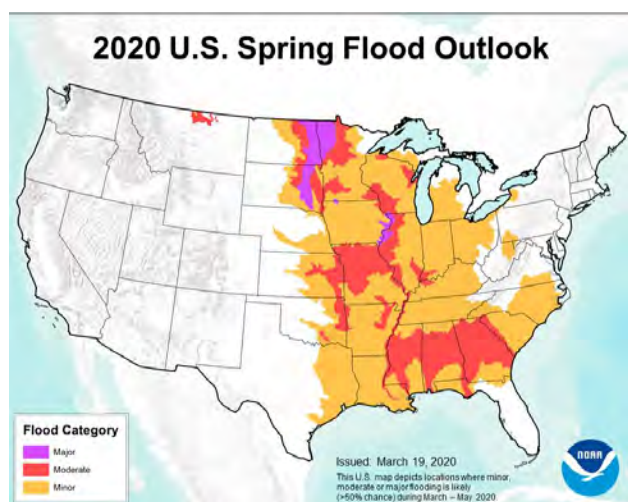 2020 U.S. Spring Flood Outlook
Flood Category
Major
Moderate
Minor
Issued: March 19, 2020
This U.S. map depicts locations where minor,
moderate or major flooding is likely
(>50% chance) during March – May 2020
NOAA